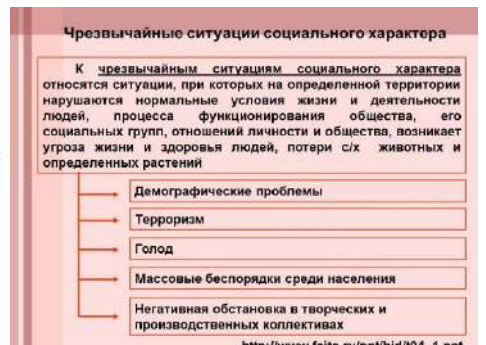 Чрезвычайные ситуации социального характера
К чрезвычайным ситуациям социального характера
относятся ситуации, при которых на определенной территории
нарушаются нормальные условия жизни и деятельности
людей, процесса функционирования общества, его
социальных групп, отношений личности и общества, возникает
угроза жизни и здоровья людей, потери с/х животных и
определенных растений
Демографические проблемы
Терроризм
Голод
Массовые беспорядки среди населения
Негативная обстановка в творческих и
производственных коллективах